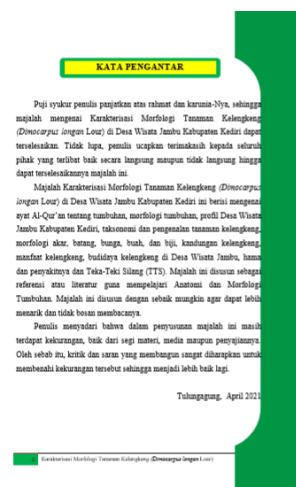 KATA PENGANTAR
Puji syukur penulis panjatkan atas rahmat dan karunia-Nya, sehingga
majalah mengenai Karakterisasi Morfologi Tanaman Kelengkeng
(Dimocarpus longan Lour) di Desa Wisata Jambu Kabupaten Kediri dapat
terselesaikan. Tidak lupa, penulis ucapkan terimakasih kepada seluruh
pihak yang terlibat baik secara langsung maupun tidak langsung hingga
dapat terselesaikannya majalah ini.
Majalah Karakterisasi Morfologi Tanaman Kelengkeng (Dimocarpus
longan Lour) di Desa Wisata Jambu Kabupaten Kediri ini berisi mengenai
ayat Al-Qur'an tentang tumbuhan, morfologi tumbuhan, profil Desa Wisata
Jambu Kabupaten Kediri, taksonomi dan pengenalan tanaman kelengkeng,
morfologi akar, batang, bunga, buah, dan biji, kandungan kelengkeng,
manfaat kelengkeng, budidaya kelengkeng di Desa Wisata Jambu, hama
dan penyakitnya dan Teka-Teki Silang (TTS). Majalah ini disusun sebagai
referensi atau literatur guna mempelajari Anatomi dan Morfologi
Tumbuhan. Majalah ini disusun dengan sebaik mungkin agar dapat lebih
menarik dan tidak bosan membacanya.
Penulis menyadari bahwa dalam penyusunan majalah ini masih
terdapat kekurangan, baik dari segi materi, media maupun penyajiannya.
Oleh sebab itu, kritik dan saran yang membangun sangat diharapkan untuk
membenahi kekurangan tersebut sehingga menjadi lebih baik lagi.
Tulungagung, April 2021
Karakterisasi Morfologi Tanaman Kelengkeng (Dimocarpus longan Lour)